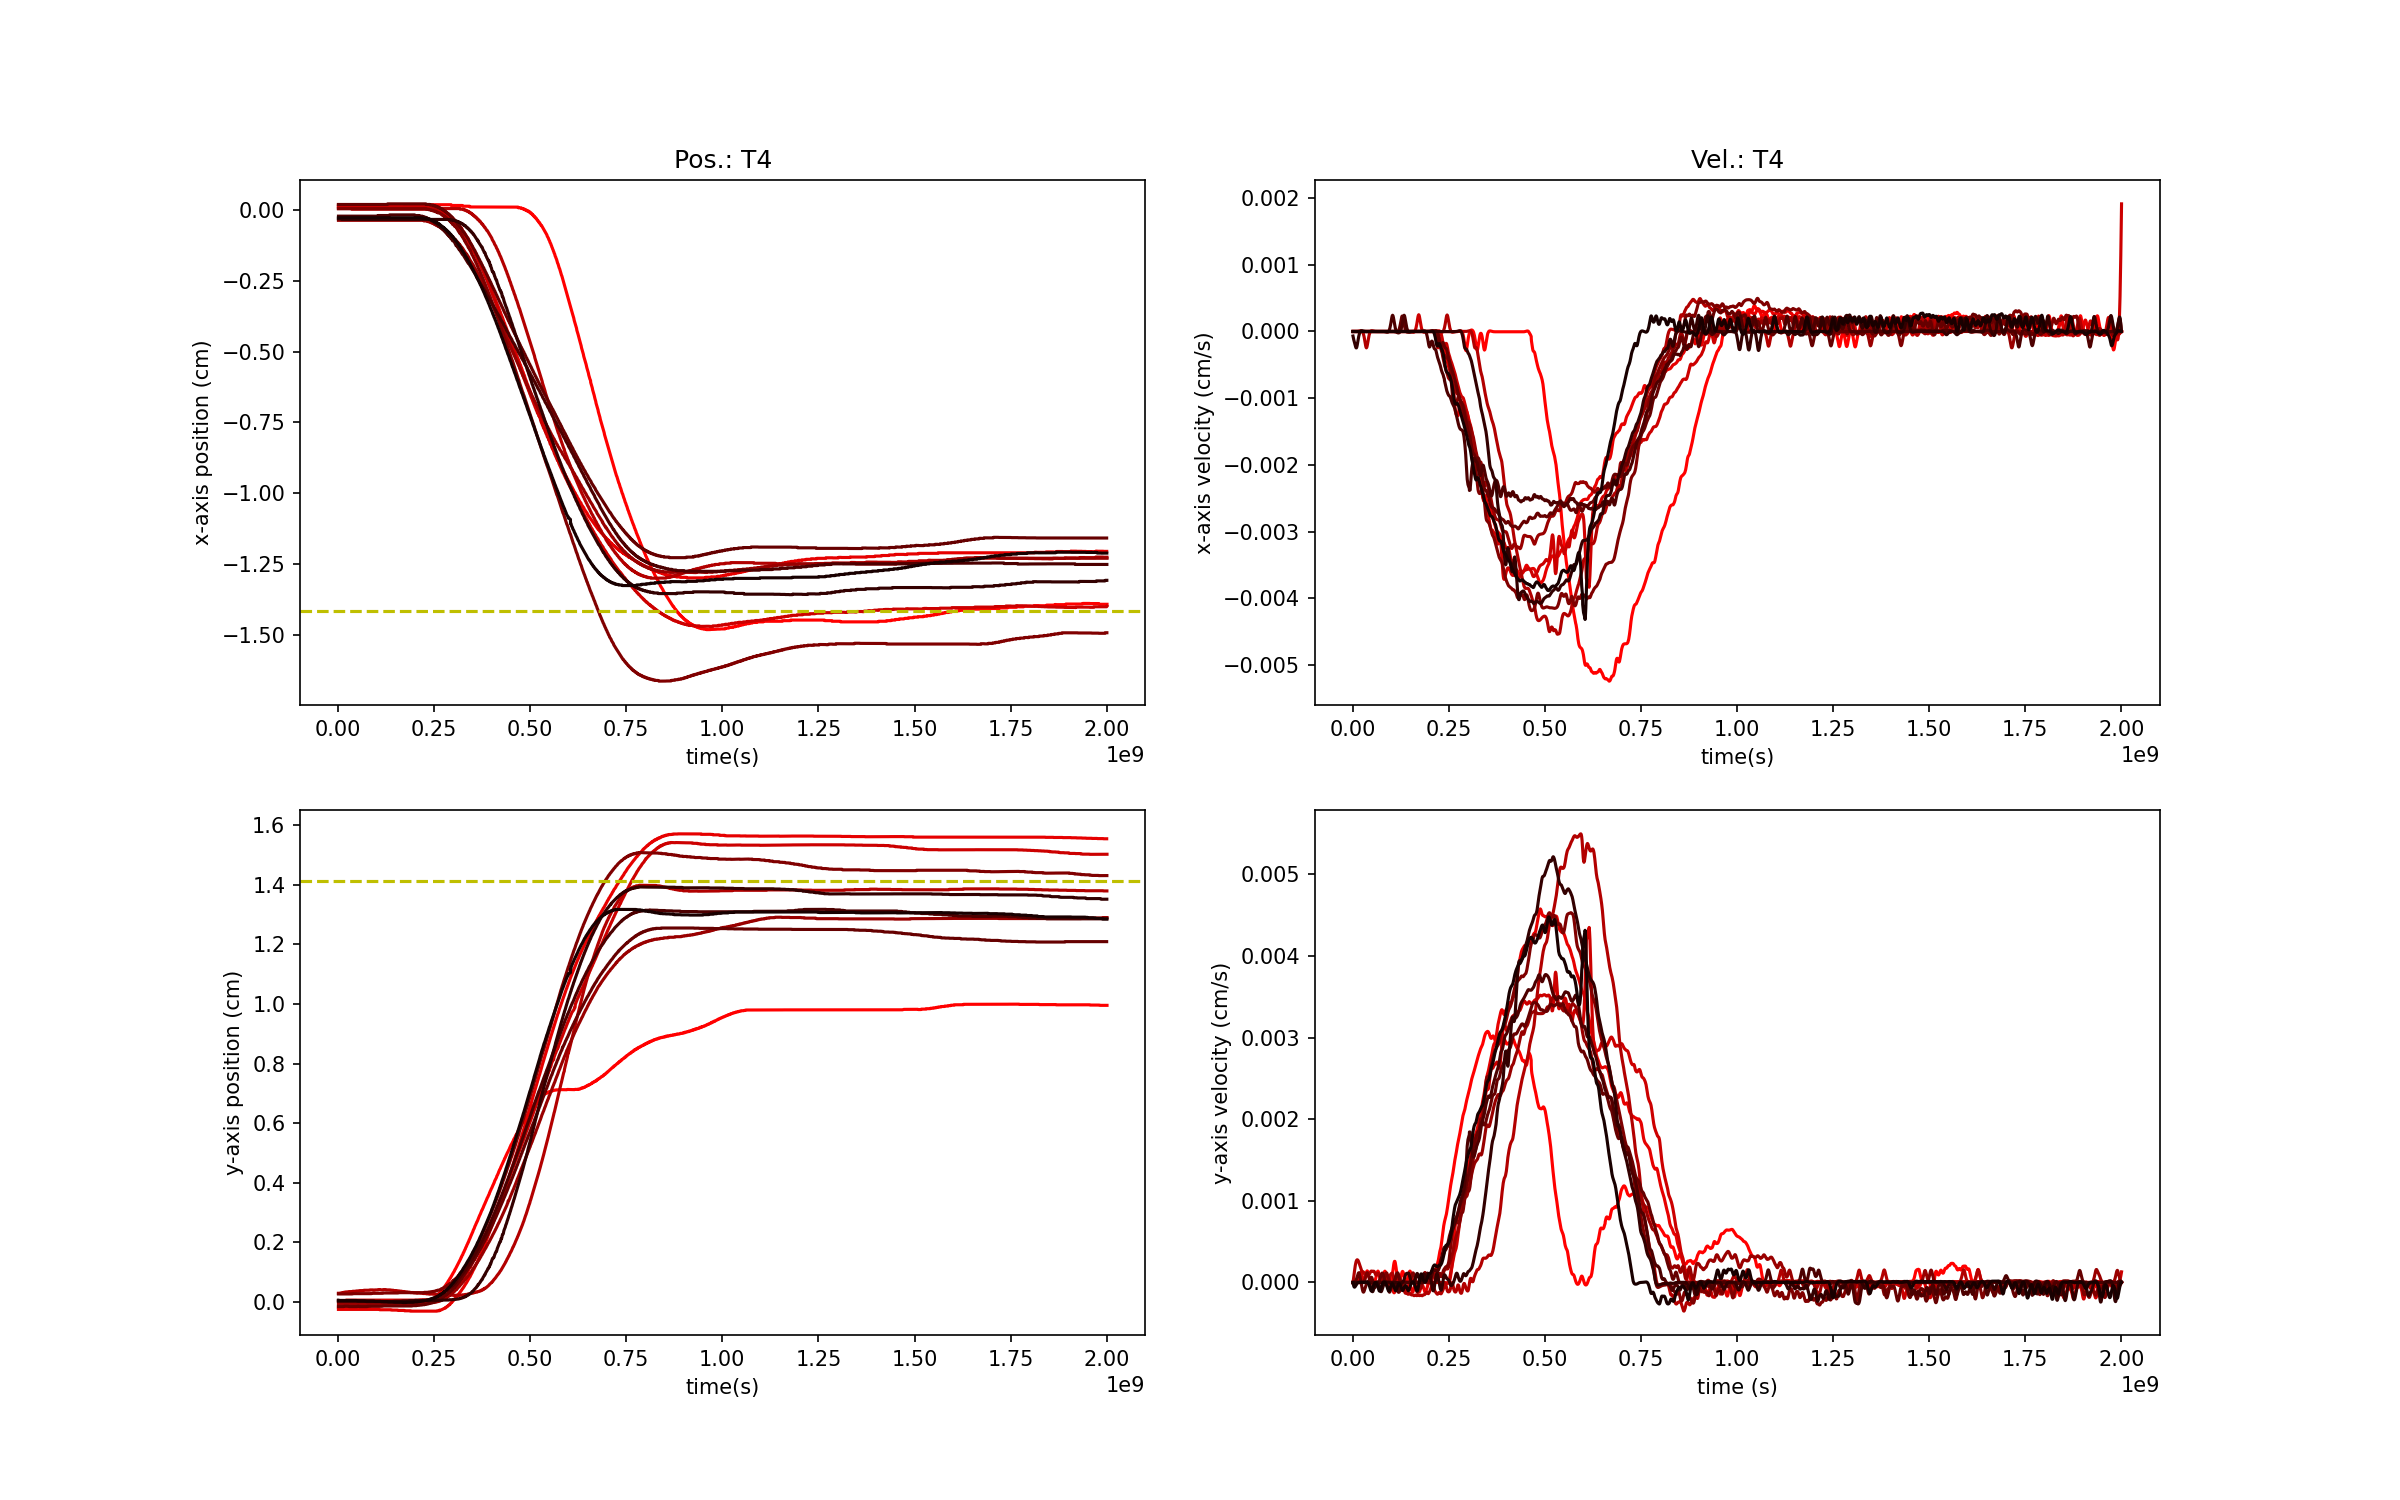 Pos.: T4
0.00
−0.25
−0.50
−0.75
−1.00
−1.25
−1.50
x-axis position (cm)
0.00 0.25 0.50 0.75 1.00 1.25 1.50 1.75 2.00
1e9
time(s)
Vel.: T4
0.002
0.001
0.000
−0.001
−0.002
−0.003
−0.004
−0.005
x-axis velocity (cm/s)
0.00 0.25 0.50 0.75 1.00 1.25 1.50 1.75 2.00
1e9
time(s)
1.6
1.4
1.2
1.0
0.8
0.6
0.4
0.2
0.0
y-axis position (cm)
0.00 0.25 0.50 0.75 1.00 1.25 1.50 1.75 2.00
1e9
time(s)
0.005
0.004
0.003
0.002
0.001
0.000
y-axis velocity (cm/s)
0.00 0.25 0.50 0.75 1.00 1.25 1.50 1.75 2.00
1e9
time (s)